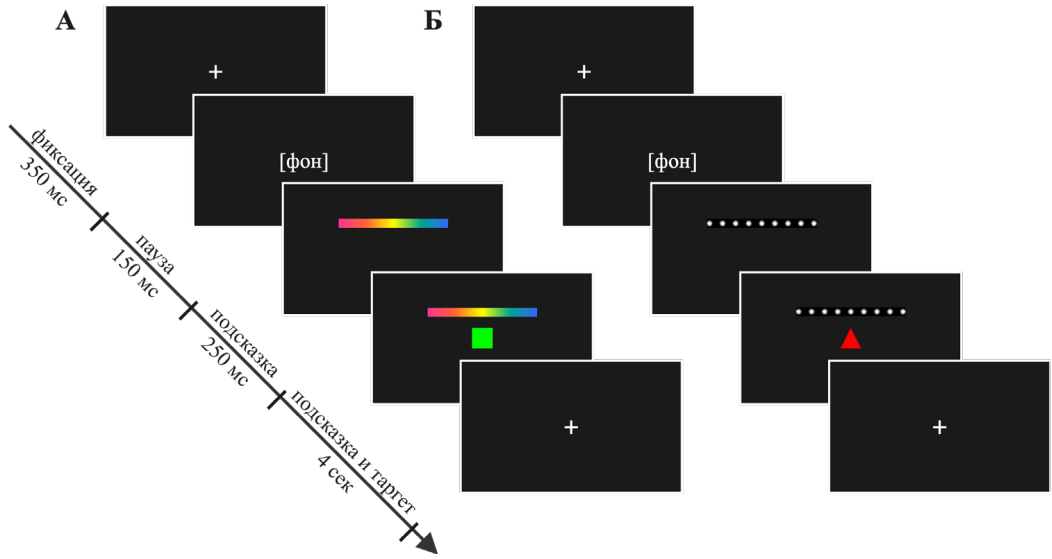 А
Б
[фон]
[фон]
фиксация
350 мс
пауза
150 мс
подсказка
250 мс
подсказка и таргет
4 сек